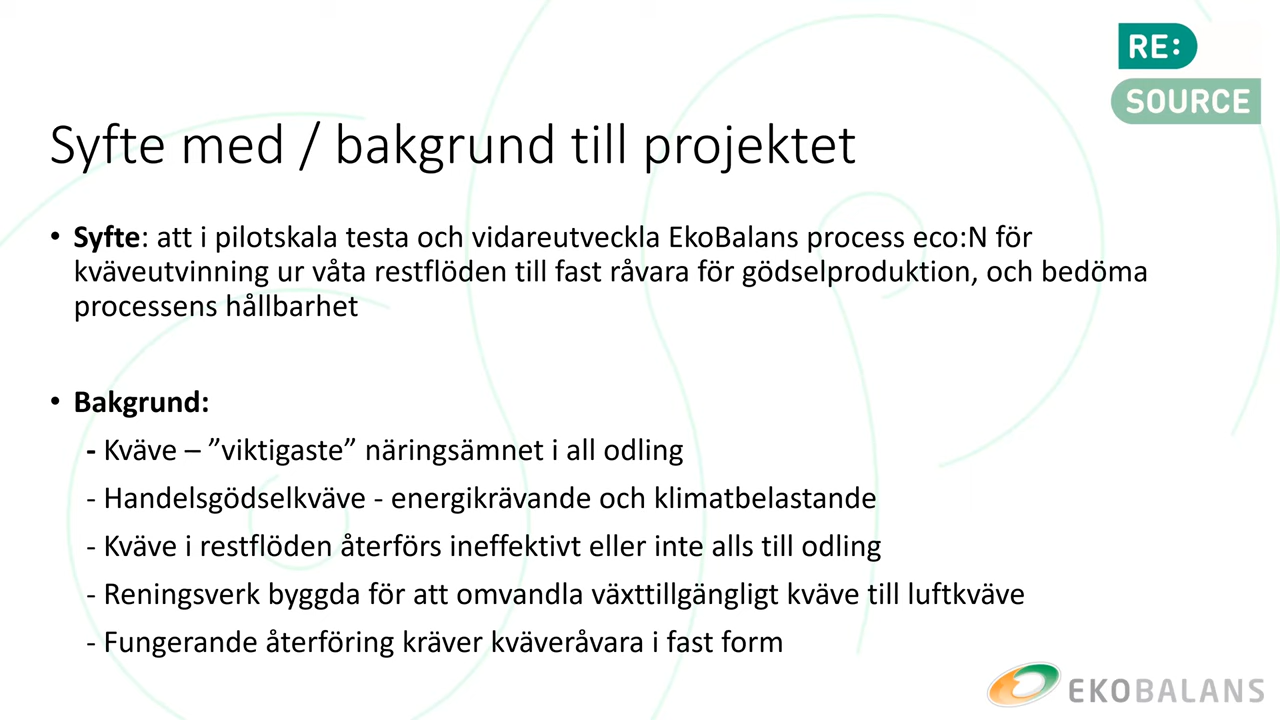 RE:
SOURCE
Syfte med / bakgrund till projektet
• Syfte: att i pilotskala testa och vidareutveckla EkoBalans process eco:N för
kväveutvinning ur våta restflöden till fast råvara för gödselproduktion, och bedöma
processens hållbarhet
• Bakgrund:
- Kväve – ”viktigaste” näringsämnet i all odling
- Handelsgödselkväve - energikrävande och klimatbelastande
- Kväve i restflöden återförs ineffektivt eller inte alls till odling
- Reningsverk byggda för att omvandla växttillgängligt kväve till luftkväve
- Fungerande återföring kräver kväveråvara i fast form
EKOBALANS